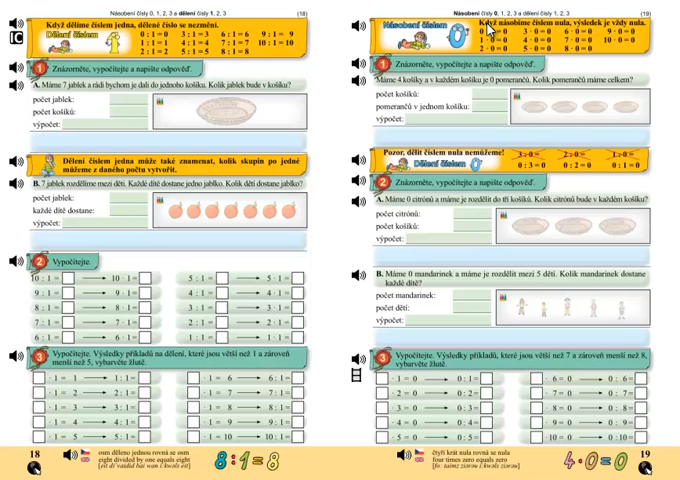 Násobení čísly 0, 1, 2, 3 a dělení čísly 1, 2, 3
(18)
Když dělíme číslem jedna, dělené číslo se nezmění.
Dělení číslem 1
0 : 1 = 0 3 : 1 = 3 6 : 1 = 6 9 : 1 = 9
1 : 1 = 1 4 : 1 = 4 7 : 1 = 7 10 : 1 = 10
2 : 1 = 2 5 : 1 = 5 8 : 1 = 8
1 Znázorněte, vypočítejte a napište odpověď.
A. Máme 7 jablek a rádi bychom je dali do jednoho košíku. Kolik jablek bude v košíku?
počet jablek:
počet košíků:
výpočet:
Dělení číslem jedna může také znamenat, kolik skupin po jedné
můžeme z daného počtu vytvořit.
B. 7 jablek rozdělíme mezi děti. Každé dítě dostane jedno jablko. Kolik dětí dostane jablko?
počet jablek:
každé dítě dostane:
výpočet:
2 Vypočítejte.
10 : 1 = 10 · 1 = 5 : 1 = 5 · 1 =
9 : 1 = 9 · 1 = 4 : 1 = 4 · 1 =
8 : 1 = 8 · 1 = 3 : 1 = 3 · 1 =
7 : 1 = 7 · 1 = 2 : 1 = 2 · 1 =
6 : 1 = 6 · 1 = 1 : 1 = 1 · 1 =
3 Vypočítejte. Výsledky příkladů na dělení, které jsou větší než 1 a zároveň
menší než 5, vybarvěte žlutě.
· 1 = 1 1 : 1 = · 1 = 6 6 : 1 =
· 1 = 2 2 : 1 = · 1 = 7 7 : 1 =
· 1 = 3 3 : 1 = · 1 = 8 8 : 1 =
· 1 = 4 4 : 1 = · 1 = 9 9 : 1 =
· 1 = 5 5 : 1 = · 1 = 10 10 : 1 =
18
osm děleno jednou rovná se osm
eight divided by one equals eight
8:1=8
Násobení čísly 0, 1, 2, 3 a dělení čísly 1, 2, 3
(19)
Když násobíme číslem nula, výsledek je vždy nula.
Násobení číslem 0
3 · 0 = 0 6 · 0 = 0 9 · 0 = 0
1 · 0 = 0 4 · 0 = 0 7 · 0 = 0 10 · 0 = 0
2 · 0 = 0 5 · 0 = 0 8 · 0 = 0
1 Znázorněte, vypočítejte a napište odpověď.
Máme 4 košíky a v každém košíku je 0 pomerančů. Kolik pomerančů máme celkem?
počet košíků:
pomerančů v jednom košíku:
výpočet:
Pozor, dělit číslem nula nemůžeme!
3 : 0 = 2 : 0 = 1 : 0 =
Dělení číslem 0
0 : 3 = 0 0 : 2 = 0 0 : 1 = 0
2 Znázorněte, vypočítejte a napište odpověď.
A. Máme 0 citrónů a máme je rozdělit do tří košíků. Kolik citrónů bude v každém košíku?
počet citrónů:
počet košíků:
výpočet:
B. Máme 0 mandarinek a máme je rozdělit mezi 5 dětí. Kolik mandarinek dostane
každé dítě?
počet mandarinek:
počet dětí:
výpočet:
3 Vypočítejte. Výsledky příkladů, které jsou větší než 7 a zároveň menší než 8,
vybarvěte žlutě.
· 1 = 0 0 : 1 = · 6 = 0 0 : 6 =
· 2 = 0 0 : 2 = · 7 = 0 0 : 7 =
· 3 = 0 0 : 3 = · 8 = 0 0 : 8 =
· 4 = 0 0 : 4 = · 9 = 0 0 : 9 =
· 5 = 0 0 : 5 = · 10 = 0 0 : 10 =
čtyři krát nula rovná se nula
four times zero equals zero
4·0=0
19